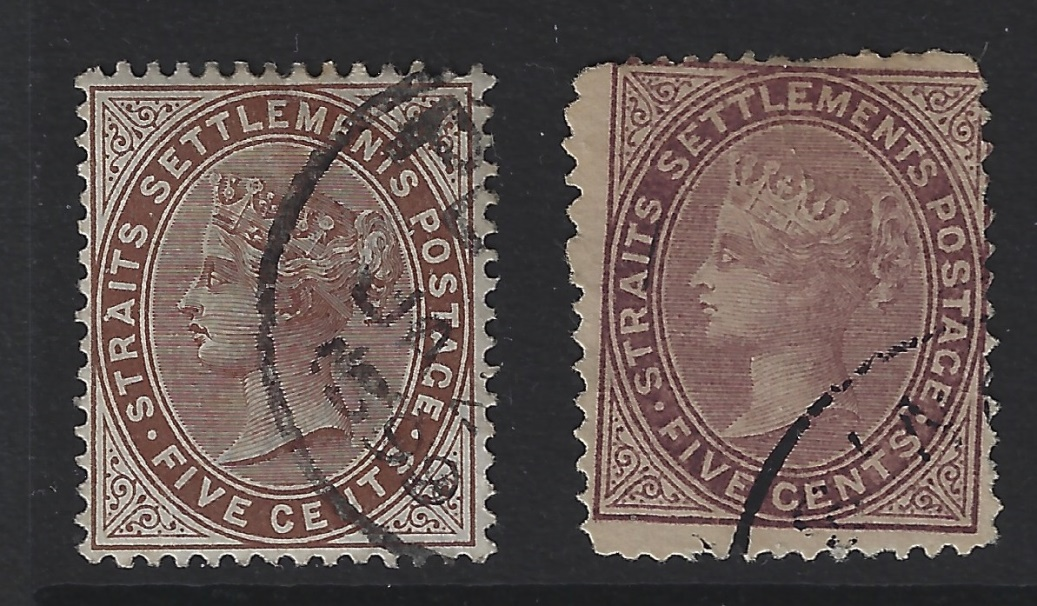 STRAITS SETTLEMENTS POSTAGE
· FIVE CENTS ·
STRAITS SETTLEMENTS POSTAGE
· FIVE CENTS ·